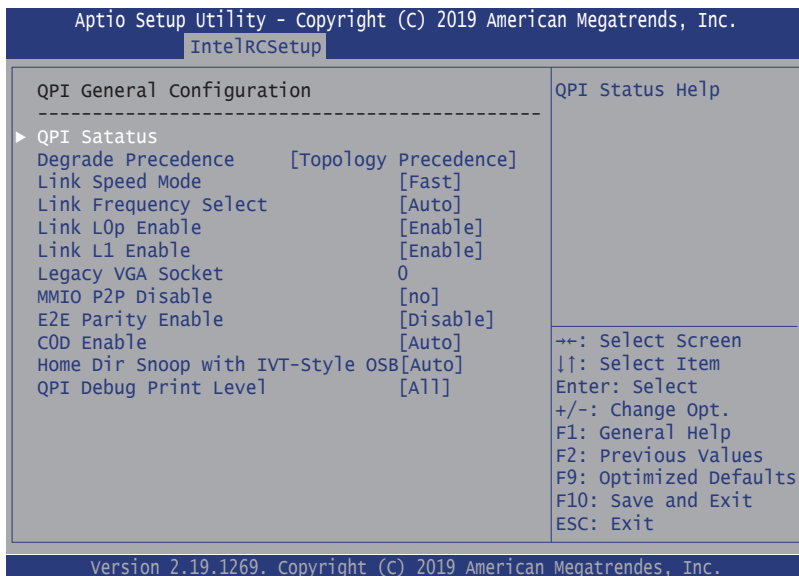 Aptio Setup Utility - Copyright (C) 2019 American Megatrends, Inc.
IntelRCSetup
QPI General Configuration
----------------------------------------------
▶ QPI Satatus
Degrade Precedence [Topology Precedence]
Link Speed Mode [Fast]
Link Frequency Select [Auto]
Link L0p Enable [Enable]
Link L1 Enable [Enable]
Legacy VGA Socket 0
MMIO P2P Disable [no]
E2E Parity Enable [Disable]
COD Enable [Auto]
Home Dir Snoop with IVT-Style OSB[Auto]
QPI Debug Print Level [All]
QPI Status Help
→←: Select Screen
↓↑: Select Item
Enter: Select
+/-: Change Opt.
F1: General Help
F2: Previous Values
F9: Optimized Defaults
F10: Save and Exit
ESC: Exit
Version 2.19.1269. Copyright (C) 2019 American Megatrendes, Inc.